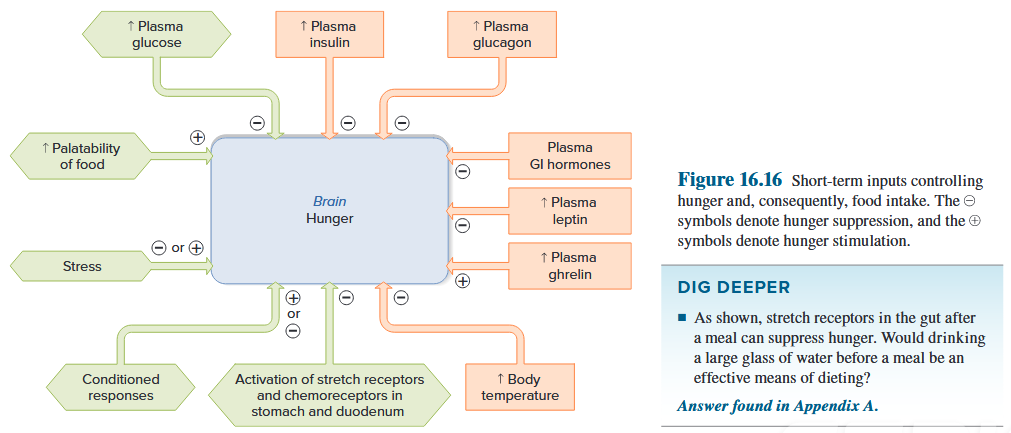 ↑ Plasma
glucose
↑ Plasma
insulin
↑ Plasma
glucagon
⊖
⊖
⊖
⊕
↑ Palatability
of food
Plasma
GI hormones
⊖
Brain
Hunger
↑ Plasma
leptin
⊖
⊖ or ⊕
Stress
↑ Plasma
ghrelin
⊕
⊕
or
⊖
⊖
⊖
Conditioned
responses
Activation of stretch receptors
and chemoreceptors in
stomach and duodenum
↑ Body
temperature
Figure 16.16 Short-term inputs controlling
hunger and, consequently, food intake. The ⊖
symbols denote hunger suppression, and the ⊕
symbols denote hunger stimulation.
DIG DEEPER
■ As shown, stretch receptors in the gut after
a meal can suppress hunger. Would drinking
a large glass of water before a meal be an
effective means of dieting?
Answer found in Appendix A.